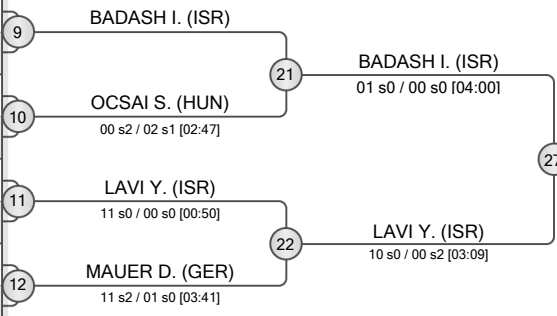 9
BADASH I. (ISR)
21
BADASH I. (ISR)
01 s0 / 00 s0 [04:00]
10
OCSAI S. (HUN)
00 s2 / 02 s1 [02:47]
27
11
LAVI Y. (ISR)
11 s0 / 00 s0 [00:50]
22
LAVI Y. (ISR)
10 s0 / 00 s2 [03:09]
12
MAUER D. (GER)
11 s2 / 01 s0 [03:41]